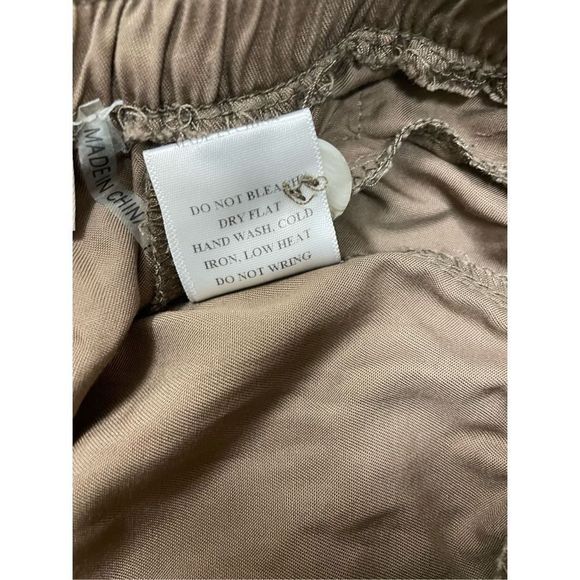 MADE IN CHINA
DO NOT BLEACH
DRY FLAT
HAND WASH, COLD
IRON, LOW HEAT
DO NOT WRING